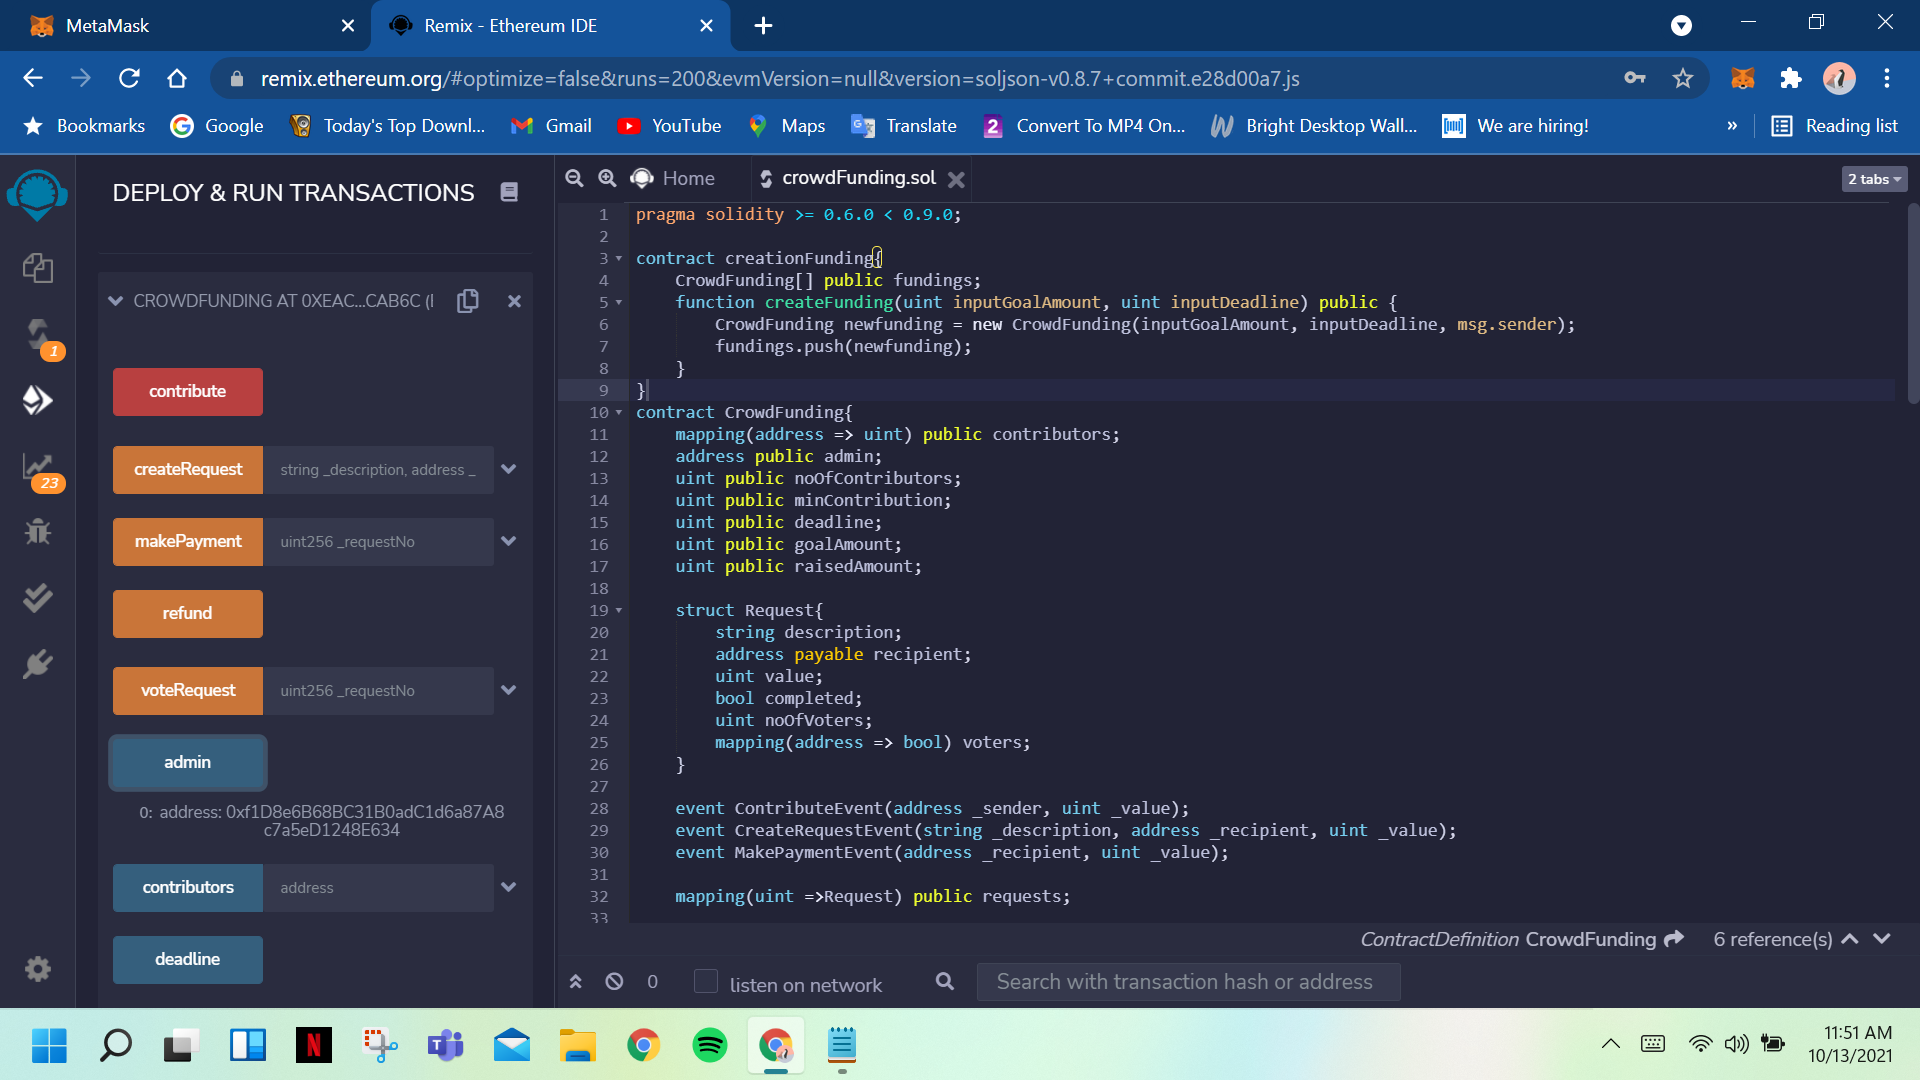 MetaMask
Remix - Ethereum IDE
remix.ethereum.org/#optimize=false&runs=200&evmVersion=null&version=soljson-v0.8.7+commit.e28d00a7.js
Bookmarks
Google
Today's Top Downl...
Gmail
YouTube
Maps
Translate
2 Convert To MP4 On...
Bright Desktop Wall...
We are hiring!
»
Reading list
DEPLOY & RUN TRANSACTIONS
Home
crowdFunding.sol
2 tabs
CROWDFUNDING AT 0XEAC...CAB6C (
1
23
contribute
createRequest string _description, address _
makePayment uint256 _requestNo
refund
voteRequest uint256 _requestNo
admin
0: address: 0xf1D8e6B68BC31B0adC1d6a87A8
c7a5eD1248E634
contributors address
deadline
1 pragma solidity >= 0.6.0 < 0.9.0;
2
3 contract creationFunding{
4 CrowdFunding[] public fundings;
5 function createFunding(uint inputGoalAmount, uint inputDeadline) public {
6 CrowdFunding newfunding = new CrowdFunding(inputGoalAmount, inputDeadline, msg.sender);
7 fundings.push(newfunding);
8 }
9 }
10 contract CrowdFunding{
11 mapping(address => uint) public contributors;
12 address public admin;
13 uint public noOfContributors;
14 uint public minContribution;
15 uint public deadline;
16 uint public goalAmount;
17 uint public raisedAmount;
18
19 struct Request{
20 string description;
21 address payable recipient;
22 uint value;
23 bool completed;
24 uint noOfVoters;
25 mapping(address => bool) voters;
26 }
27
28 event ContributeEvent(address _sender, uint _value);
29 event CreateRequestEvent(string _description, address _recipient, uint _value);
30 event MakePaymentEvent(address _recipient, uint _value);
31
32 mapping(uint =>Request) public requests;
33
ContractDefinition CrowdFunding 6 reference(s)
0 listen on network Search with transaction hash or address
11:51 AM
10/13/2021